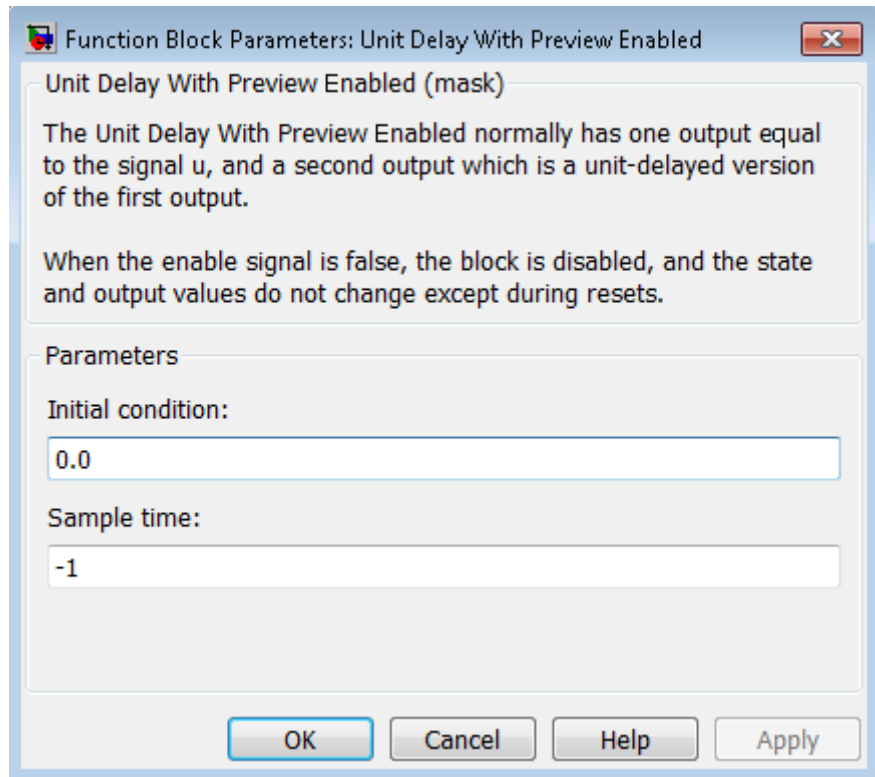 Function Block Parameters: Unit Delay With Preview Enabled
Unit Delay With Preview Enabled (mask)
The Unit Delay With Preview Enabled normally has one output equal
to the signal u, and a second output which is a unit-delayed version
of the first output.
When the enable signal is false, the block is disabled, and the state
and output values do not change except during resets.
Parameters
Initial condition:
0.0
Sample time:
-1
OK Cancel Help Apply